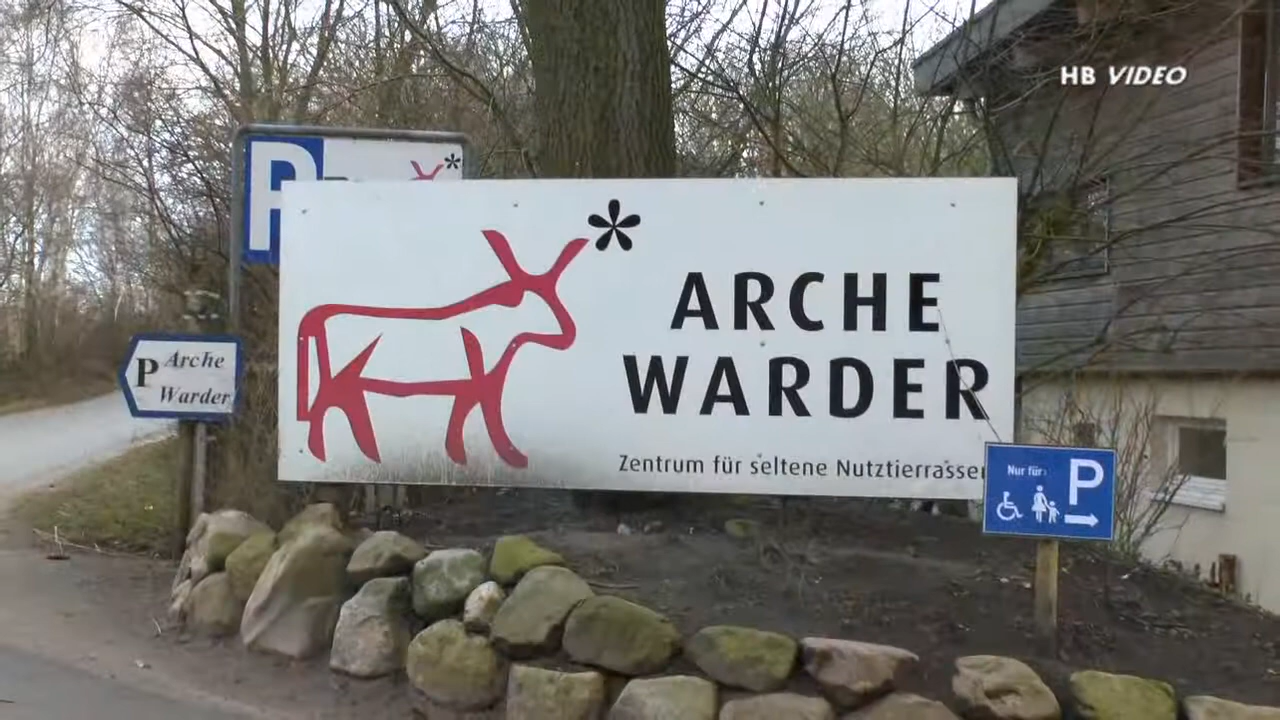 HB VIDEO
P
P Arche
Warder
ARCHE
WARDER
Zentrum für seltene Nutztierrassen
Nur für:
P